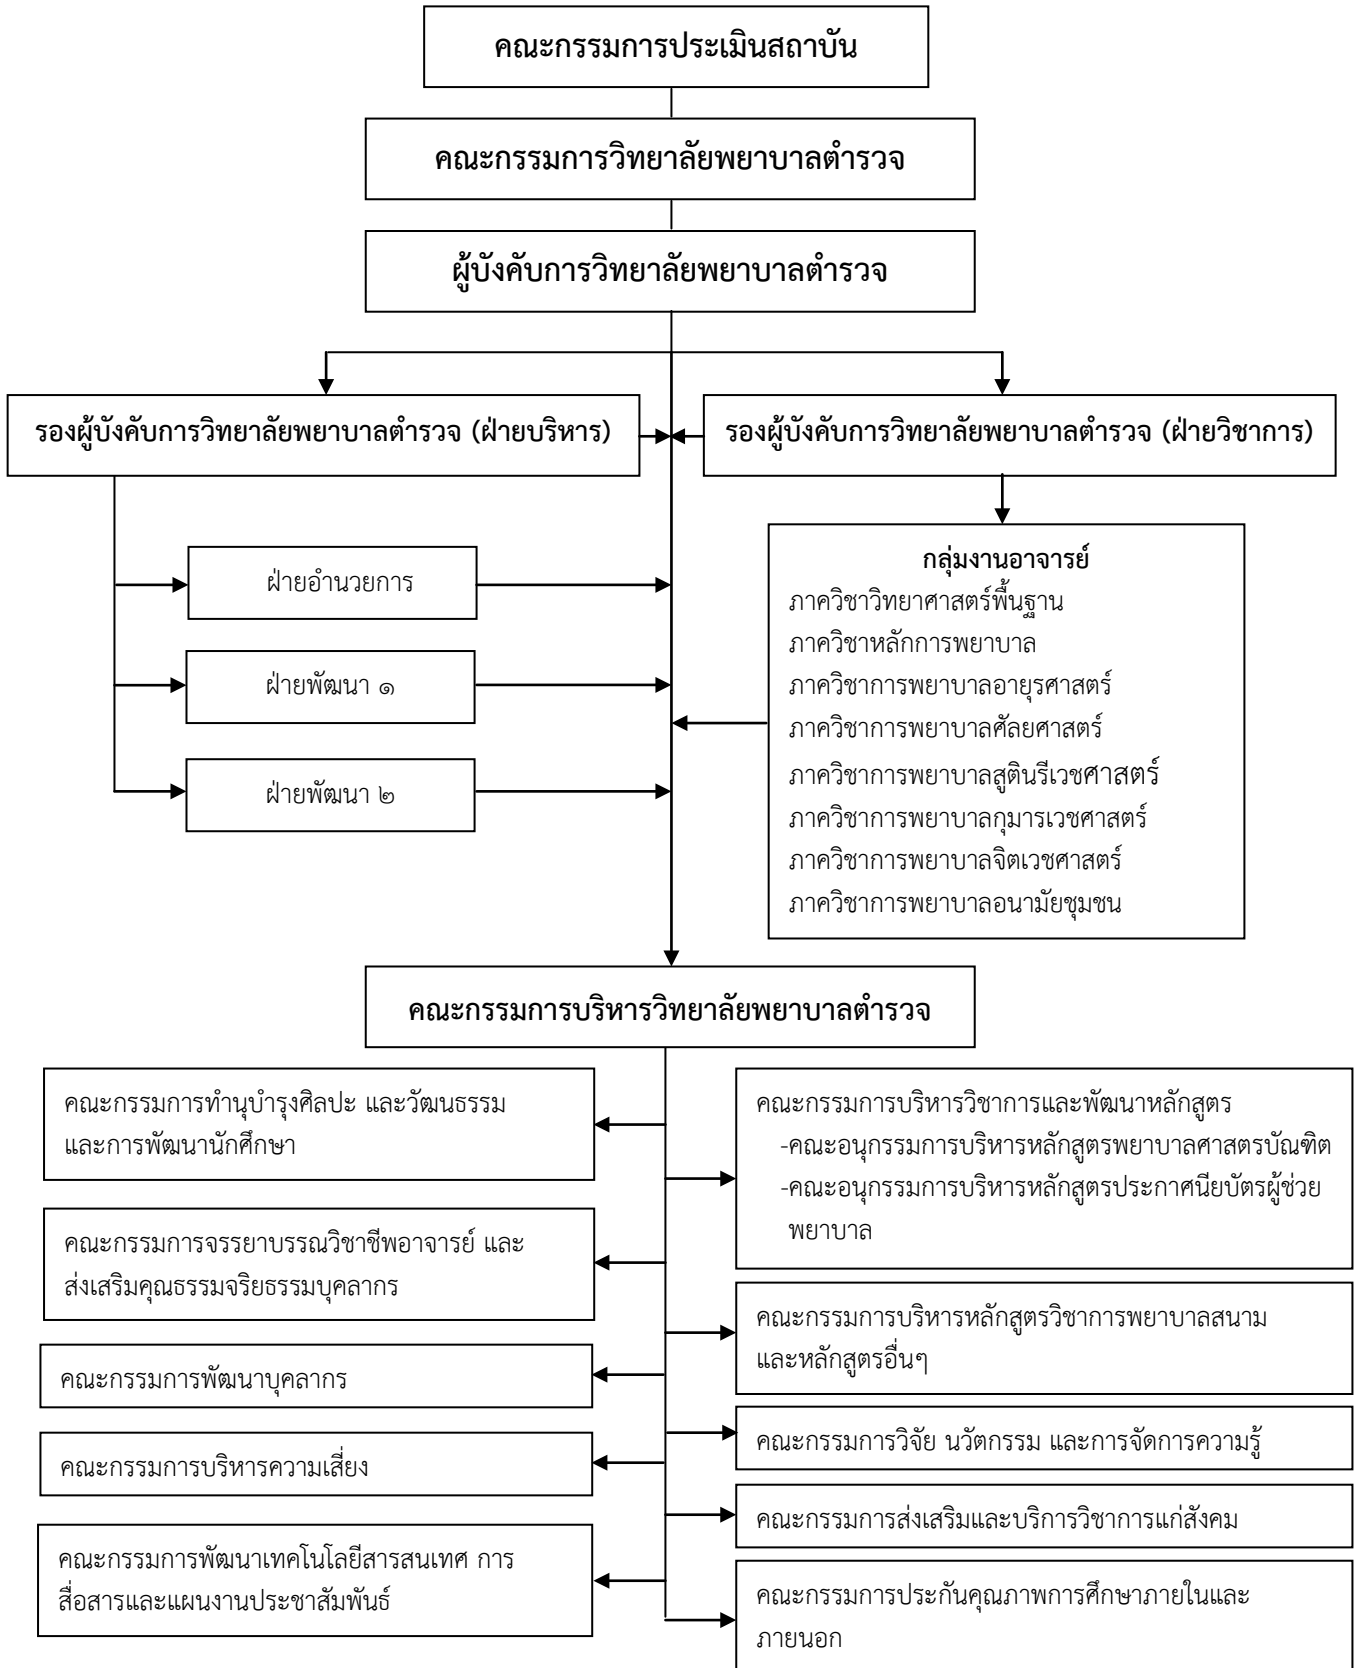 คณะกรรมการประเมินสถาบัน
คณะกรรมการวิทยาลัยพยาบาลตำรวจ
ผู้บังคับการวิทยาลัยพยาบาลตำรวจ
รองผู้บังคับการวิทยาลัยพยาบาลตำรวจ (ฝ่ายบริหาร)
รองผู้บังคับการวิทยาลัยพยาบาลตำรวจ (ฝ่ายวิชาการ)
ฝ่ายอำนวยการ
ฝ่ายพัฒนา ๑
ฝ่ายพัฒนา ๒
กลุ่มงานอาจารย์
ภาควิชาวิทยาศาสตร์พื้นฐาน
ภาควิชาหลักการพยาบาล
ภาควิชาการพยาบาลอายุรศาสตร์
ภาควิชาการพยาบาลศัลยศาสตร์
ภาควิชาการพยาบาลสูตินรีเวชศาสตร์
ภาควิชาการพยาบาลกุมารเวชศาสตร์
ภาควิชาการพยาบาลจิตเวชศาสตร์
ภาควิชาการพยาบาลอนามัยชุมชน
คณะกรรมการบริหารวิทยาลัยพยาบาลตำรวจ
คณะกรรมการทำนุบำรุงศิลปะ และวัฒนธรรม
และการพัฒนานักศึกษา
คณะกรรมการจรรยาบรรณวิชาชีพอาจารย์ และ
ส่งเสริมคุณธรรมจริยธรรมบุคลากร
คณะกรรมการพัฒนาบุคลากร
คณะกรรมการบริหารความเสี่ยง
คณะกรรมการพัฒนาเทคโนโลยีสารสนเทศ การ
สื่อสารและแผนงานประชาสัมพันธ์
คณะกรรมการบริหารวิชาการและพัฒนาหลักสูตร
-คณะอนุกรรมการบริหารหลักสูตรพยาบาลศาสตรบัณฑิต
-คณะอนุกรรมการบริหารหลักสูตรประกาศนียบัตรผู้ช่วย
พยาบาล
คณะกรรมการบริหารหลักสูตรวิชาการพยาบาลสนาม
และหลักสูตรอื่นๆ
คณะกรรมการวิจัย นวัตกรรม และการจัดการความรู้
คณะกรรมการส่งเสริมและบริการวิชาการแก่สังคม
คณะกรรมการประกันคุณภาพการศึกษาภายในและ
ภายนอก